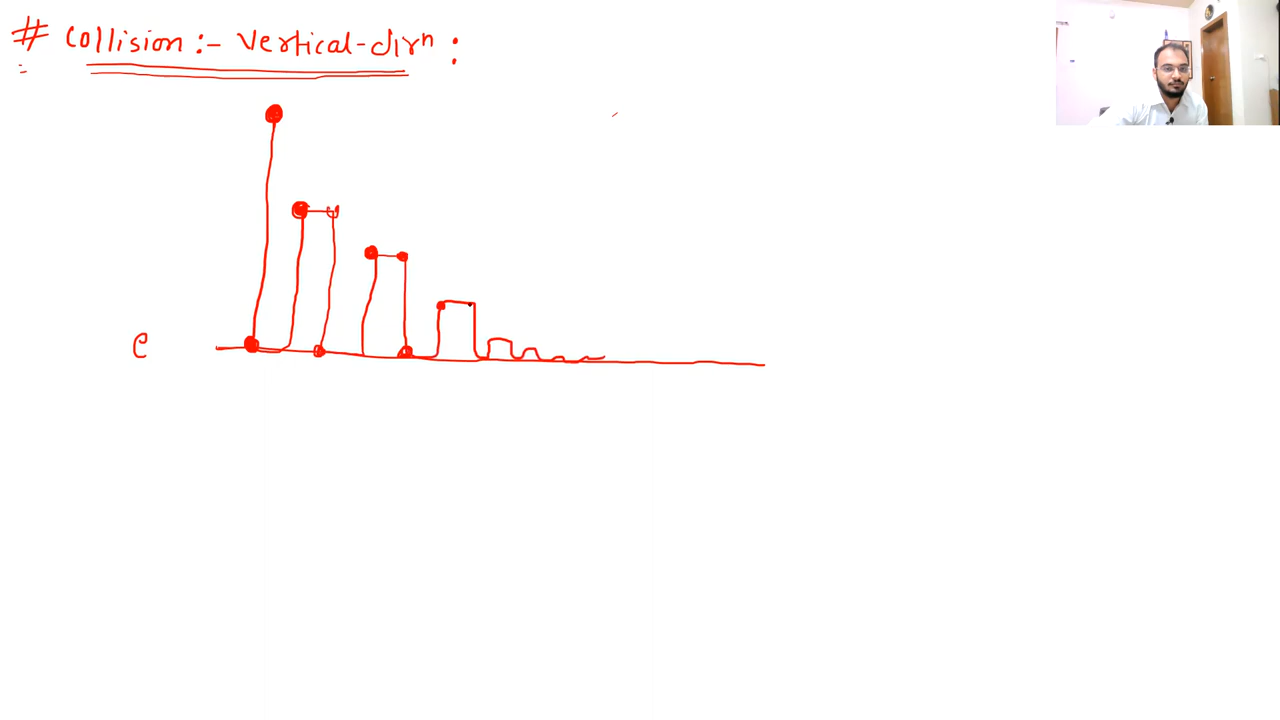 # Collision :- Vertical-dirⁿ :
e